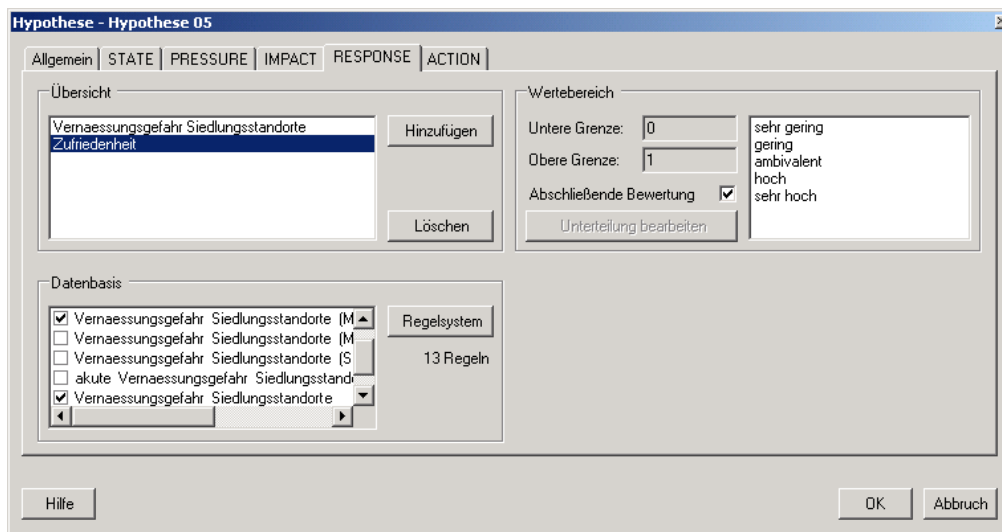 Hypothese - Hypothese 05
Allgemein STATE PRESSURE IMPACT RESPONSE ACTION
Übersicht
Vernaessungsgefahr Siedlungsstandorte
Zufriedenheit
Hinzufügen
Löschen
Wertebereich
Untere Grenze: 0
Obere Grenze: 1
Abschließende Bewertung
Unterteilung bearbeiten
sehr gering
gering
ambivalent
hoch
sehr hoch
Datenbasis
Vernaessungsgefahr Siedlungsstandorte (M
Vernaessungsgefahr Siedlungsstandorte (M
Vernaessungsgefahr Siedlungsstandorte (S
akute Vernaessungsgefahr Siedlungsstand
Vernaessungsgefahr Siedlungsstandorte
Regelsystem
13 Regeln
Hilfe
OK
Abbruch